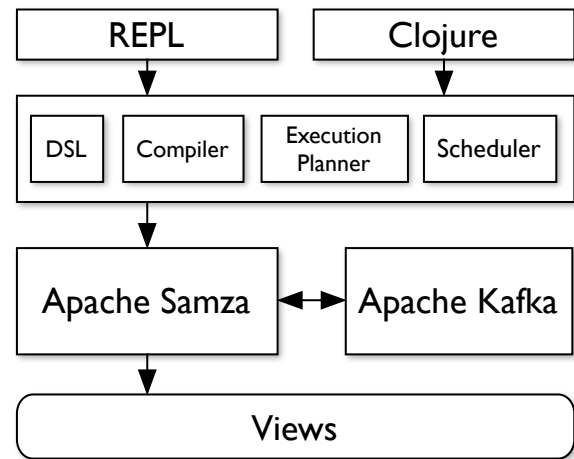 REPL
Clojure
DSL
Compiler
Execution
Planner
Scheduler
Apache Samza
Apache Kafka
Views